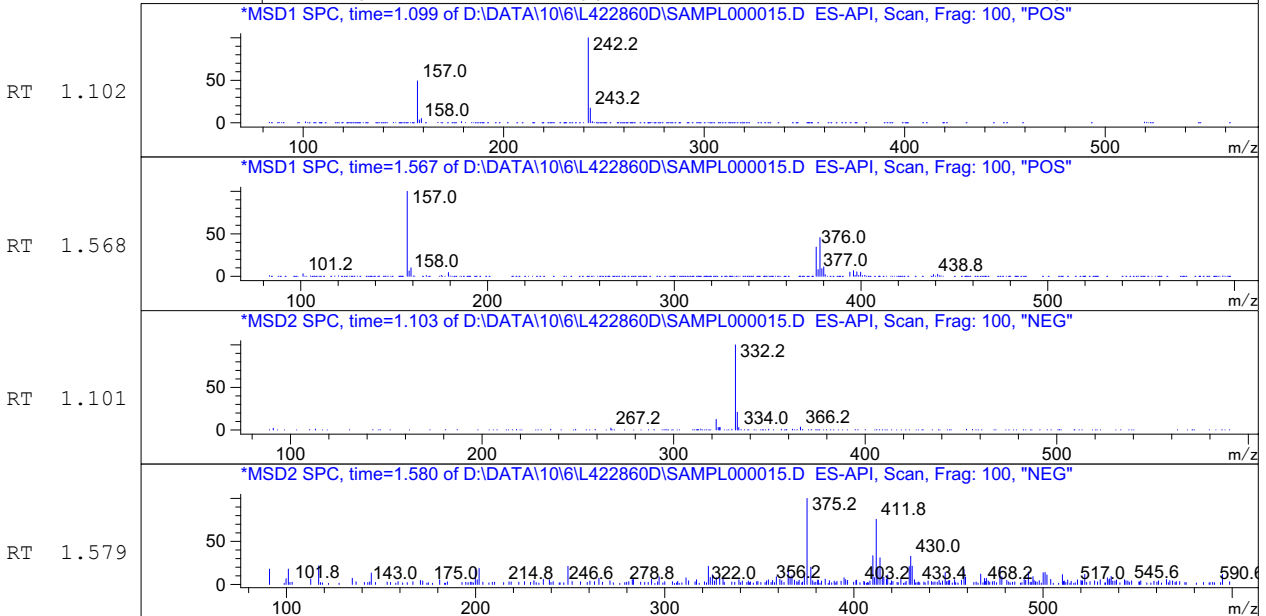 *MSD1 SPC, time=1.099 of D:\DATA\10\6\L422860D\SAMPL000015.D ES-API, Scan, Frag: 100, "POS"
RT 1.102
50
0
242.2
157.0
243.2
158.0
100 200 300 400 500 m/z
*MSD1 SPC, time=1.567 of D:\DATA\10\6\L422860D\SAMPL000015.D ES-API, Scan, Frag: 100, "POS"
RT 1.568
50
0
157.0
376.0
377.0
101.2
158.0
438.8
100 200 300 400 500 m/z
*MSD2 SPC, time=1.103 of D:\DATA\10\6\L422860D\SAMPL000015.D ES-API, Scan, Frag: 100, "NEG"
RT 1.101
50
0
332.2
267.2
334.0
366.2
100 200 300 400 500 m/z
*MSD2 SPC, time=1.580 of D:\DATA\10\6\L422860D\SAMPL000015.D ES-API, Scan, Frag: 100, "NEG"
RT 1.579
50
0
375.2
411.8
430.0
101.8 143.0 175.0 214.8 246.6 278.8 322.0 356.2 403.2 433.4 468.2 517.0 545.6 590.6
100 200 300 400 500 m/z